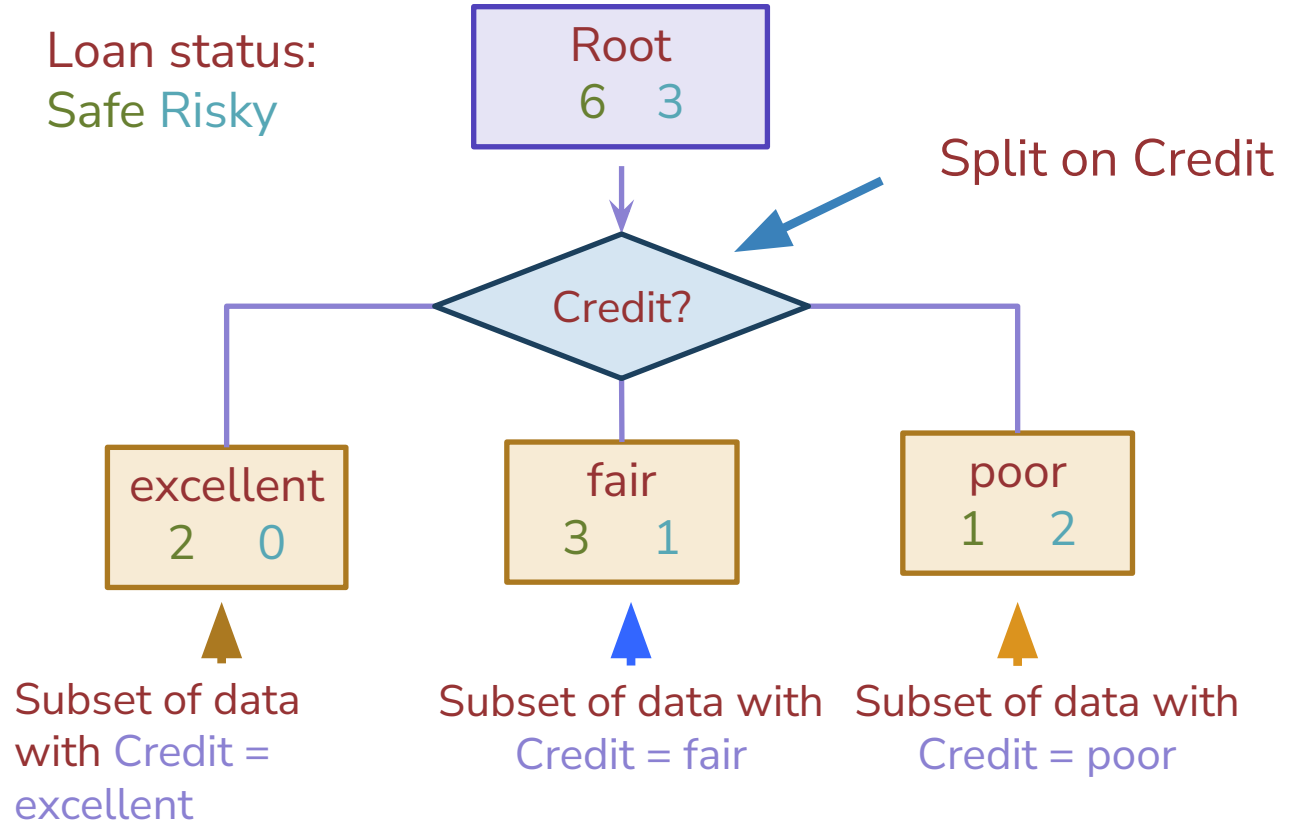 Loan status:
Safe Risky
Root
6 3
Split on Credit
Credit?
excellent
2 0
fair
3 1
poor
1 2
Subset of data
with Credit =
excellent
Subset of data with
Credit = fair
Subset of data with
Credit = poor